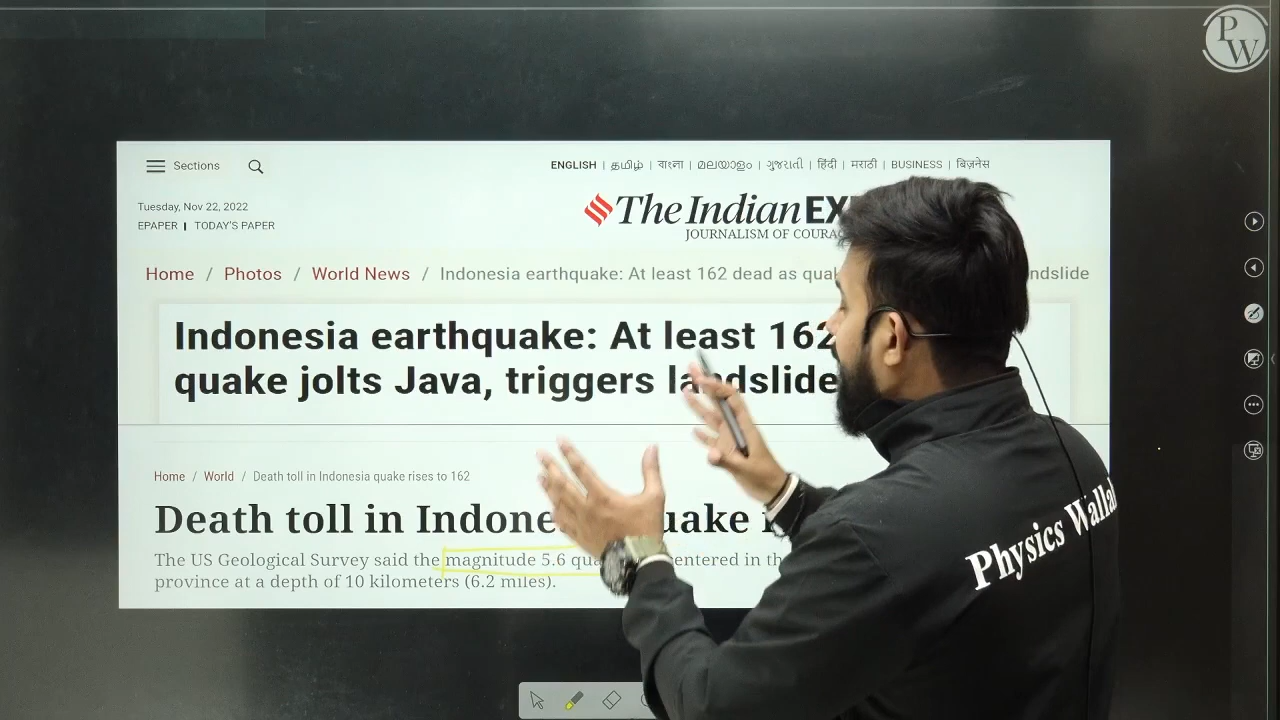 P
W
Sections
ENGLISH | தமிழ் | বাংলা | മലയാളം | ગુજરાતી | हिंदी | मराठी | BUSINESS | बिज़नेस
Tuesday, Nov 22, 2022
EPAPER | TODAY'S PAPER
The Indian
JOURNALISM OF
Home / Photos / World News / Indonesia earthquake: At least 162 dead as
Indonesia earthquake: At least 162
quake jolts Java, triggers landslide
Home / World / Death toll in Indonesia quake rises to 162
Death toll in
The US Geological Survey said the magnitude 5.6 in
province at a depth of 10 kilometers (6.2 miles).
Physics